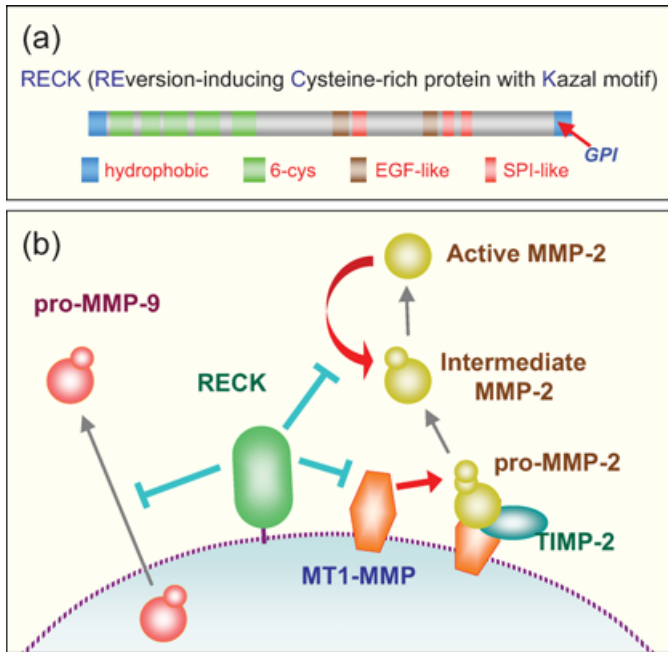 (a)
RECK (REversion-inducing Cysteine-rich protein with Kazal motif)
GPI
hydrophobic
6-cys
EGF-like
SPI-like
(b)
Active MMP-2
pro-MMP-9
Intermediate
MMP-2
RECK
pro-MMP-2
TIMP-2
MT1-MMP